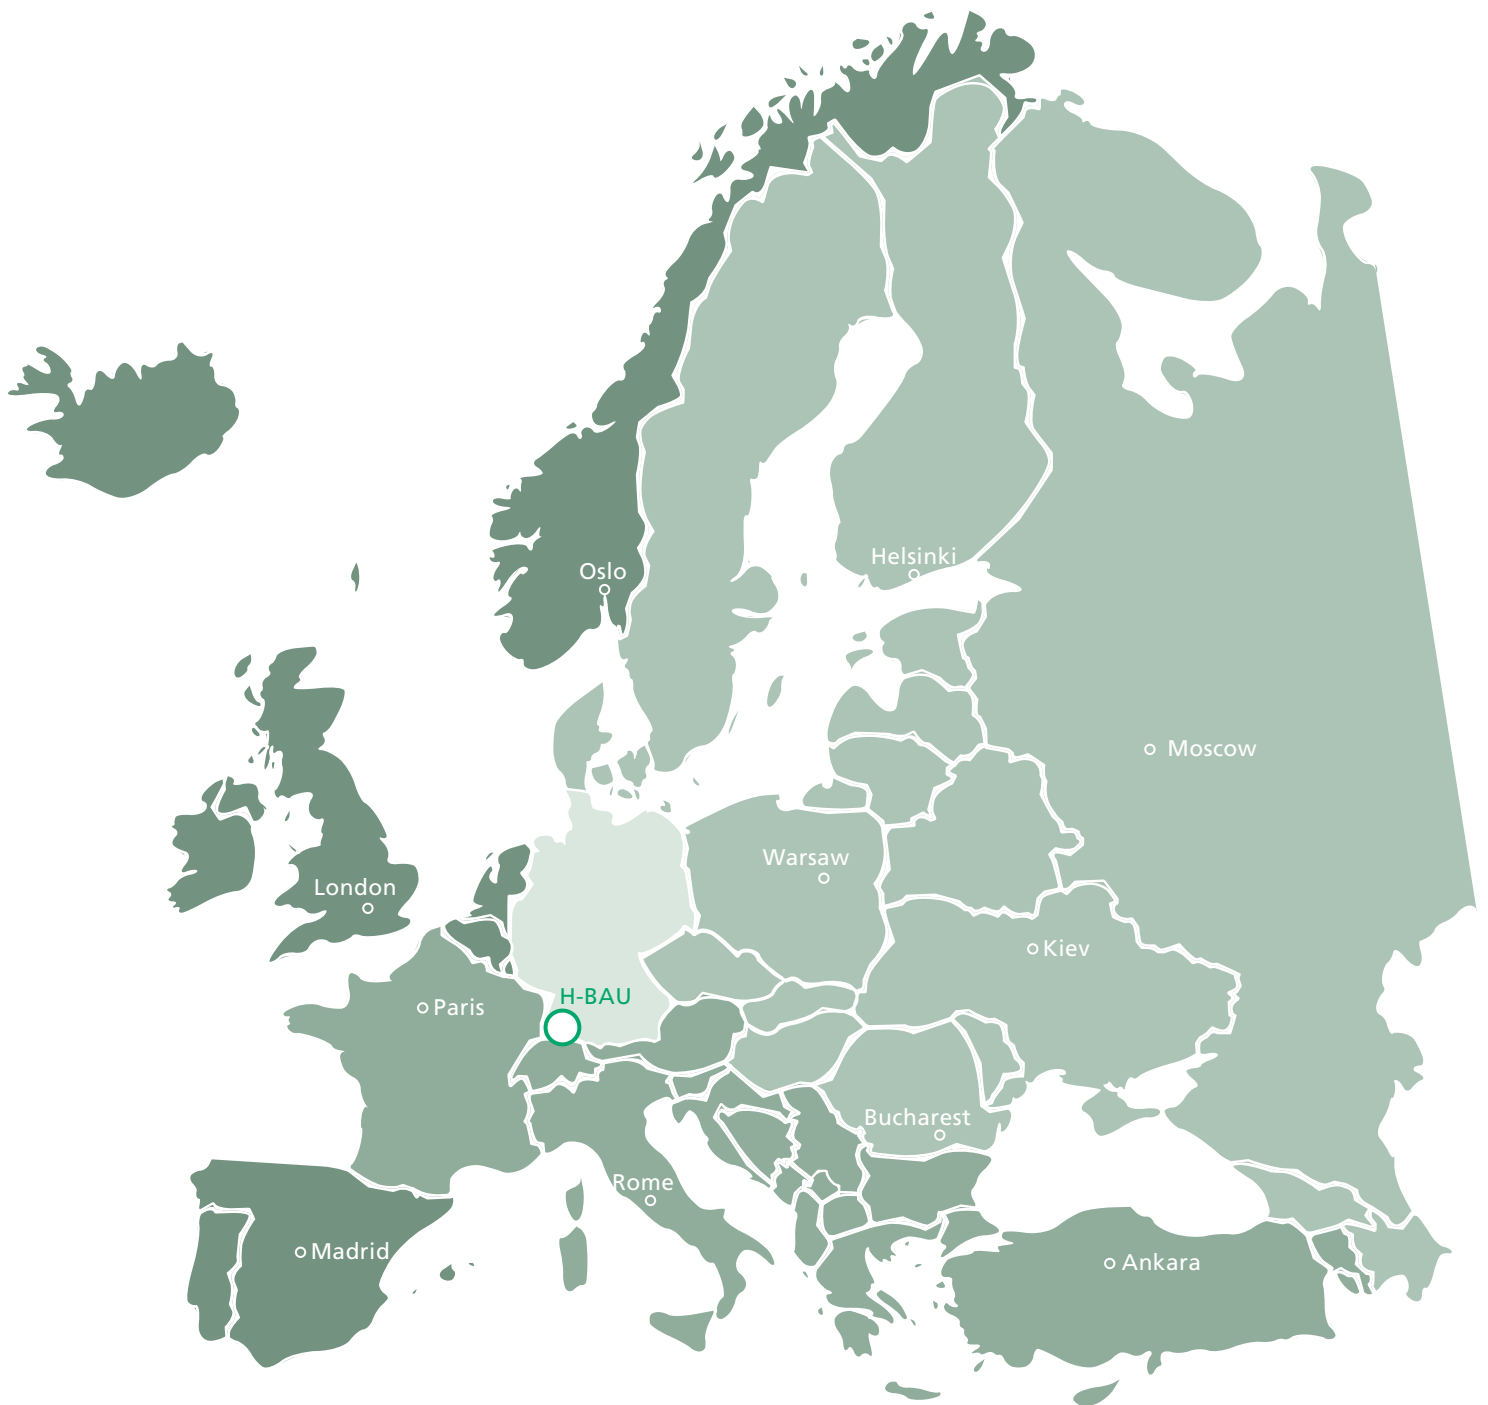 Helsinki
Oslo
Moscow
Warsaw
London
Kiev
H-BAU
Paris
Bucharest
Rome
Madrid
Ankara